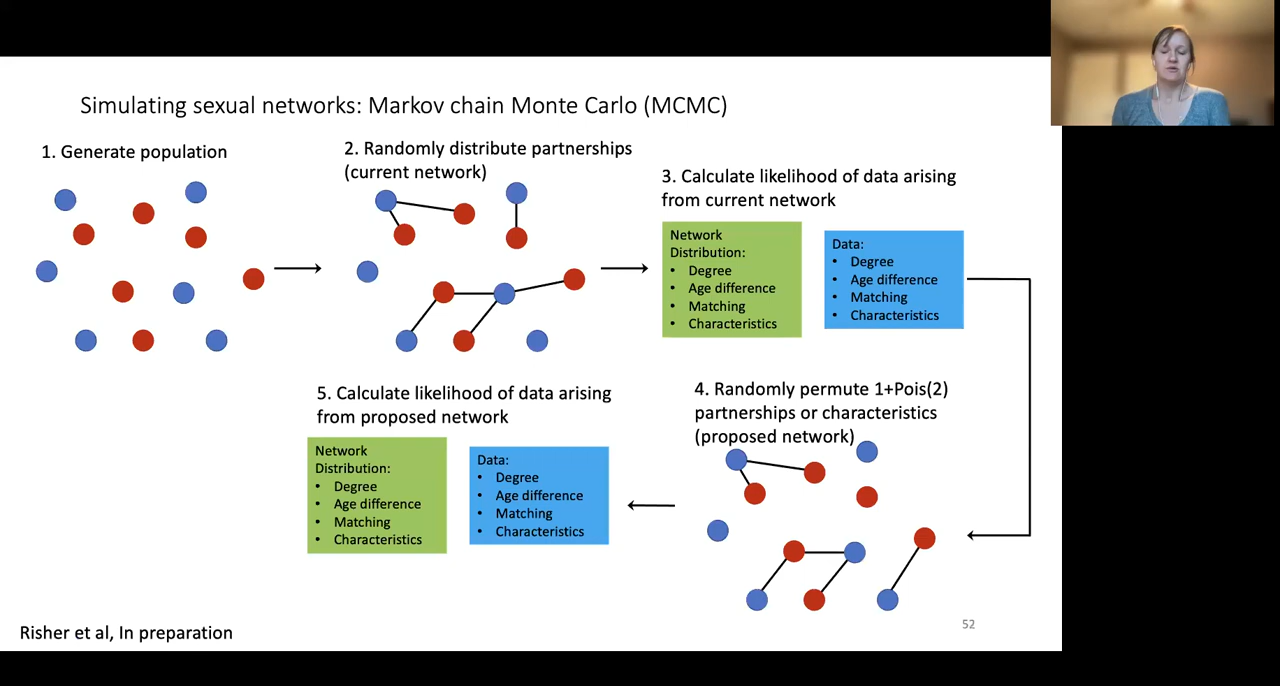 Simulating sexual networks: Markov chain Monte Carlo (MCMC)
1. Generate population
2. Randomly distribute partnerships
(current network)
3. Calculate likelihood of data arising
from current network
Network
Distribution:
• Degree
• Age difference
• Matching
• Characteristics
Data:
• Degree
• Age difference
• Matching
• Characteristics
4. Randomly permute 1+Pois(2)
partnerships or characteristics
(proposed network)
5. Calculate likelihood of data arising
from proposed network
Network
Distribution:
• Degree
• Age difference
• Matching
• Characteristics
Data:
• Degree
• Age difference
• Matching
• Characteristics
Risher et al, In preparation
52